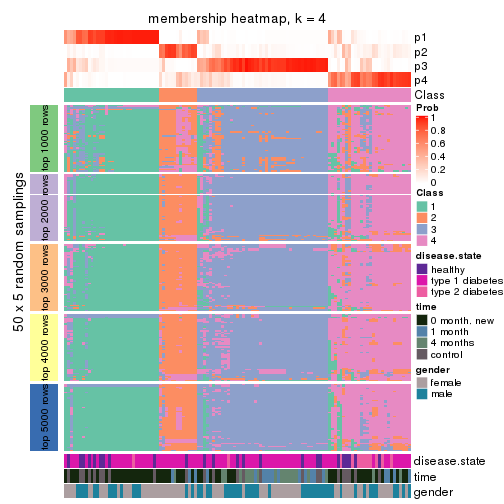 membership heatmap, k = 4
p1
p2
p3
p4
Class
50 x 5 random samplings
top 1000 rows
top 2000 rows
top 3000 rows
top 4000 rows
top 5000 rows
Prob
1
0.8
0.6
0.4
0.2
0
Class
1
2
3
4
disease.state
healthy
type 1 diabetes
type 2 diabetes
time
0 month. new
1 month
4 months
control
gender
female
male
disease.state
time
gender